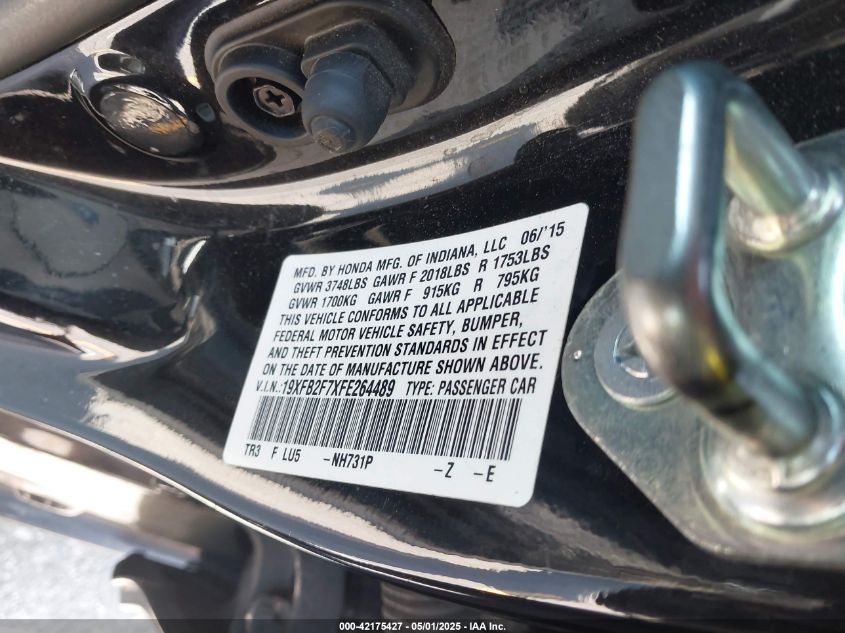 MFD. BY HONDA MFG. OF INDIANA, LLC 06/'15
GVWR 3748LBS GAWR F 2018LBS R 1753LBS
GVWR 1700KG GAWR F 915KG R 795KG
THIS VEHICLE CONFORMS TO ALL APPLICABLE
FEDERAL MOTOR VEHICLE SAFETY, BUMPER,
AND THEFT PREVENTION STANDARDS IN EFFECT
ON THE DATE OF MANUFACTURE SHOWN ABOVE.
V.I.N.:19XFB2F7XFE264489 TYPE: PASSENGER CAR
TR3 F LU5 -NH731P -Z -E
000-42175427 - 05/01/2025 - IAA Inc.